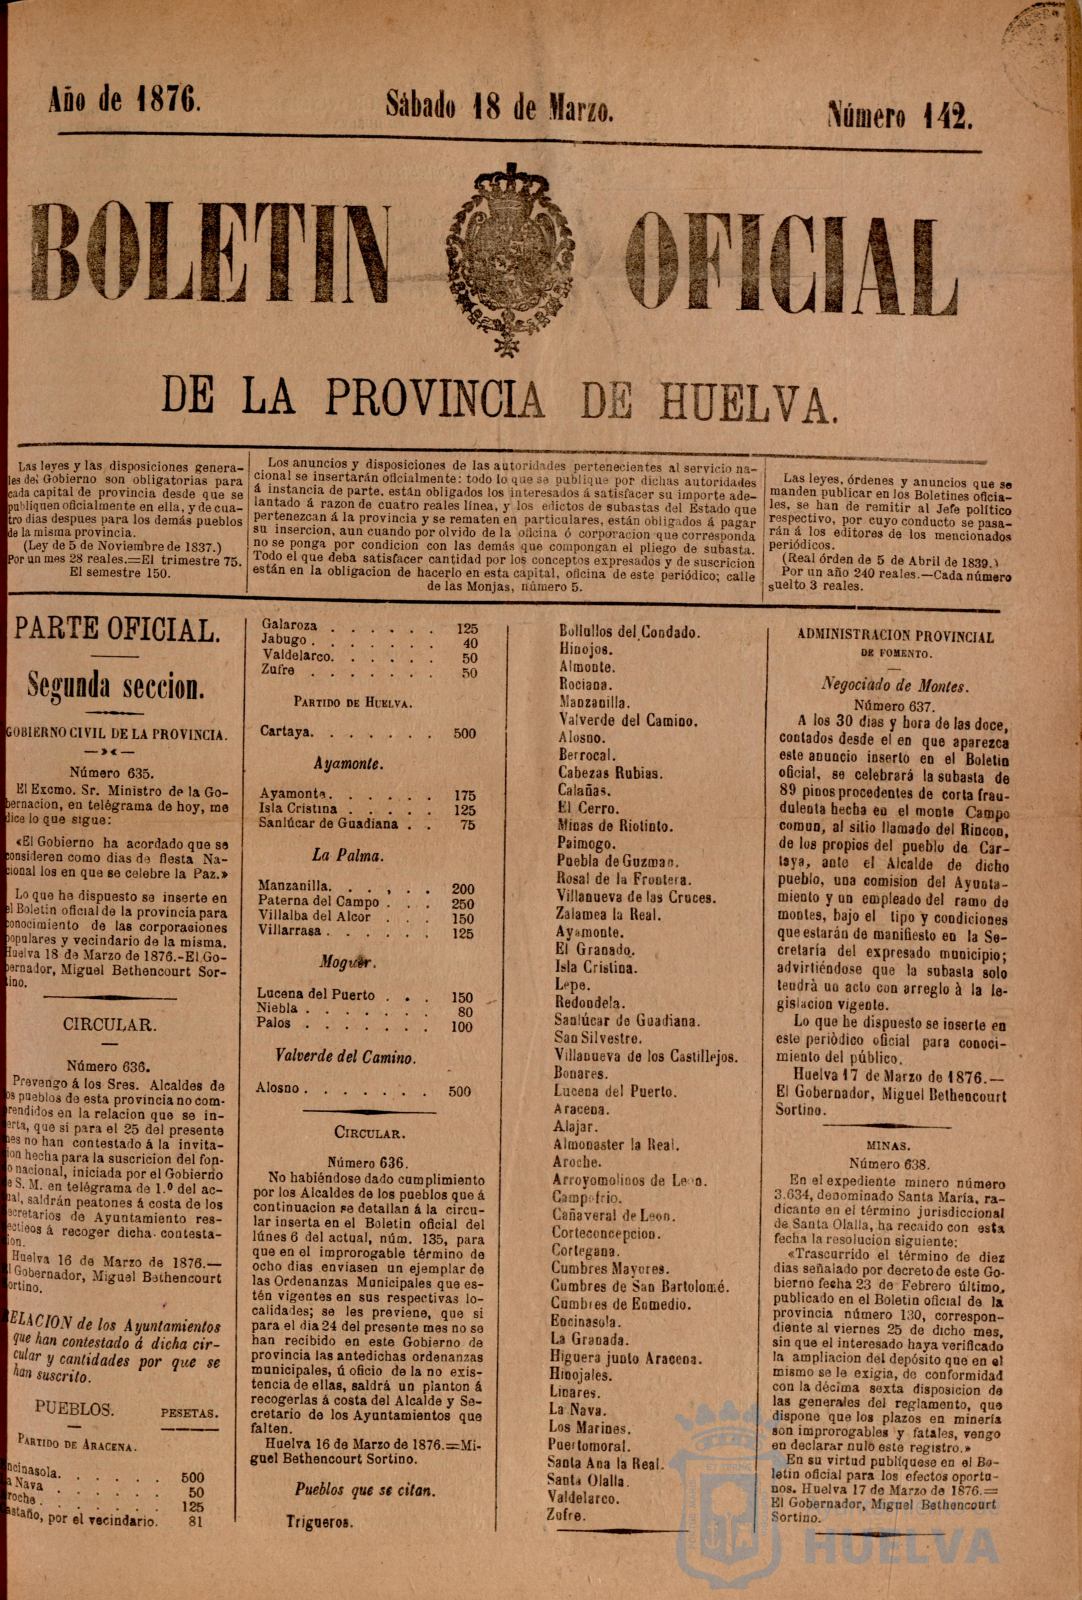 Año de 1876.
Sábado 18 de Marzo.
Número 142.
BOLETIN OFICIAL
DE LA PROVINCIA DE HUELVA.
Las leyes y las disposiciones genera-
les del Gobierno son obligatorias para
cada capital de provincia desde que se
publiquen oficialmente en ella, y de cua-
tro dias despues para los demás pueblos
de la misma provincia.
(Ley de 5 de Noviembre de 1837.)
Por un mes 28 reales.=El trimestre 75.
El semestre 150.
Los anuncios y disposiciones de las autoridades pertenecientes al servicio na-
cional se insertarán oficialmente: todo lo que se publique por dichas autoridades
á instancia de parte, están obligados los interesados á satisfacer su importe ade-
lantado á razon de cuatro reales línea, y los edictos de subastas del Estado que
pertenezcan á la provincia y se rematen en particulares, están obligados á pagar
su insercion, aun cuando por olvido de la oficina ó corporacion que corresponda
no se ponga por condicion con las demás que compongan el pliego de subasta.
Todo el que deba satisfacer cantidad por los conceptos expresados y de suscricion
están en la obligacion de hacerlo en esta capital, oficina de este periódico; calle
de las Monjas, número 5.
Las leyes, órdenes y anuncios que se
manden publicar en los Boletines oficia-
les, se han de remitir al Jefe político
respectivo, por cuyo conducto se pasa-
rán á los editores de los mencionados
periódicos.
(Real órden de 5 de Abril de 1839.)
Por un año 240 reales.—Cada número
suelto 3 reales.
PARTE OFICIAL.
Segunda seccion.
GOBIERNO CIVIL DE LA PROVINCIA.
Número 635.
El Excmo. Sr. Ministro de la Go-
bernacion, en telégrama de hoy, me
dice lo que sigue:
«El Gobierno ha acordado que se
consideren como dias de fiesta Na-
cional los en que se celebre la Paz.»
Lo que he dispuesto se inserte en
el Boletin oficial de la provincia para
conocimiento de las corporaciones
populares y vecindario de la misma.
Huelva 18 de Marzo de 1876.-El Go-
bernador, Miguel Bethencourt Sor-
tino.
CIRCULAR.
Número 636.
Prevengo á los Sres. Alcaldes de
os pueblos de esta provincia no com-
rendidos en la relacion que se in-
erta, que si para el 25 del presente
nes no han contestado á la invita-
ion hecha para la suscricion del fon-
o nacional, iniciada por el Gobierno
e S. M. en telégrama de 1.º del ac-
ual, saldrán peatones á costa de los
ecretarios de Ayuntamiento res-
ectivos á recoger dicha contesta-
ion.
Huelva 16 de Marzo de 1876.—
l Gobernador, Miguel Bethencourt
ortino.
RELACION de los Ayuntamientos
que han contestado á dicha cir-
cular y cantidades por que se
han suscrito.
PUEBLOS. PESETAS.
PARTIDO DE ARACENA.
ncinasola. . . . . . 500
a Nava . . . . . . 50
roche . . . . . . 125
astaño, por el vecindario. 81
Galaroza . . . . . . 125
Jabugo . . . . . . . 40
Valdelarco. . . . . . 50
Zufre . . . . . . . 50
PARTIDO DE HUELVA.
Cartaya. . . . . . . 500
Ayamonte.
Ayamonte. . . . . . 175
Isla Cristina . . . . . 125
Sanlúcar de Guadiana . . 75
La Palma.
Manzanilla. . . , . . 200
Paterna del Campo . . . 250
Villalba del Alcor . . . 150
Villarrasa . . . . . . 125
Moguer.
Lucena del Puerto . . . 150
Niebla . . . . . . . 80
Palos . . . . . . . 100
Valverde del Camino.
Alosno . . . . . . . 500
CIRCULAR.
Número 636.
No habiéndose dado cumplimiento
por los Alcaldes de los pueblos que á
continuacion se detallan á la circu-
lar inserta en el Boletin oficial del
lúnes 6 del actual, núm. 135, para
que en el improrogable término de
ocho dias enviasen un ejemplar de
las Ordenanzas Municipales que es-
tén vigentes en sus respectivas lo-
calidades; se les previene, que si
para el dia 24 del presente mes no se
han recibido en este Gobierno de
provincia las antedichas ordenanzas
municipales, ú oficio de la no exis-
tencia de ellas, saldrá un planton á
recogerlas á costa del Alcalde y Se-
cretario de los Ayuntamientos que
falten.
Huelva 16 de Marzo de 1876.=Mi-
guel Bethencourt Sortino.
Pueblos que se citan.
Trigueros.
Bollullos del Condado.
Hinojos.
Almonte.
Rociana.
Manzanilla.
Valverde del Camino.
Alosno.
Berrocal.
Cabezas Rubias.
Calañas.
El Cerro.
Minas de Riotinto.
Paimogo.
Puebla de Guzman.
Rosal de la Frontera.
Villanueva de las Cruces.
Zalamea la Real.
Ayamonte.
El Granado.
Isla Cristina.
Lepe.
Redondela.
Sanlúcar de Guadiana.
San Silvestre.
Villanueva de los Castillejos.
Bonares.
Lucena del Puerto.
Aracena.
Alajar.
Almonaster la Real.
Aroche.
Arroyomolinos de Leon.
Campofrio.
Cañaveral de Leon.
Corteconcepcion.
Cortegana.
Cumbres Mayores.
Cumbres de San Bartolomé.
Cumbres de Enmedio.
Encinasola.
La Granada.
Higuera junto Aracena.
Hinojales.
Linares.
La Nava.
Los Marines.
Puertomoral.
Santa Ana la Real.
Santa Olalla.
Valdelarco.
Zufre.
ADMINISTRACION PROVINCIAL
DE FOMENTO.
Negociado de Montes.
Número 637.
A los 30 dias y hora de las doce,
contados desde el en que aparezca
este anuncio inserto en el Boletin
oficial, se celebrará la subasta de
89 pinos procedentes de corta frau-
dulenta hecha en el monte Campo
comun, al sitio llamado del Rincon,
de los propios del pueblo de Car-
taya, ante el Alcalde de dicho
pueblo, una comision del Ayunta-
miento y un empleado del ramo de
montes, bajo el tipo y condiciones
que estarán de manifiesto en la Se-
cretaría del expresado municipio;
advirtiéndose que la subasta solo
tendrá un acto con arreglo à la le-
gislacion vigente.
Lo que he dispuesto se inserte en
este periódico oficial para conoci-
miento del público.
Huelva 17 de Marzo de 1876.—
El Gobernador, Miguel Bethencourt
Sortino.
MINAS.
Número 638.
En el expediente minero número
3.634, denominado Santa María, ra-
dicante en el término jurisdiccional
de Santa Olalla, ha recaido con esta
fecha la resolucion siguiente:
«Trascurrido el término de diez
dias señalado por decreto de este Go-
bierno fecha 23 de Febrero último,
publicado en el Boletin oficial de la
provincia número 130, correspon-
diente al viernes 25 de dicho mes,
sin que el interesado haya verificado
la ampliacion del depósito que en el
mismo se le exigia, de conformidad
con la décima sexta disposicion de
las generales del reglamento, que
dispone que los plazos en minería
son improrogables y fatales, vengo
en declarar nulo este registro.»
En su virtud publíquese en el Bo-
letin oficial para los efectos oportu-
nos. Huelva 17 de Marzo de 1876.=
El Gobernador, Miguel Bethencourt
Sortino.
Ayuntamiento de
HUELVA